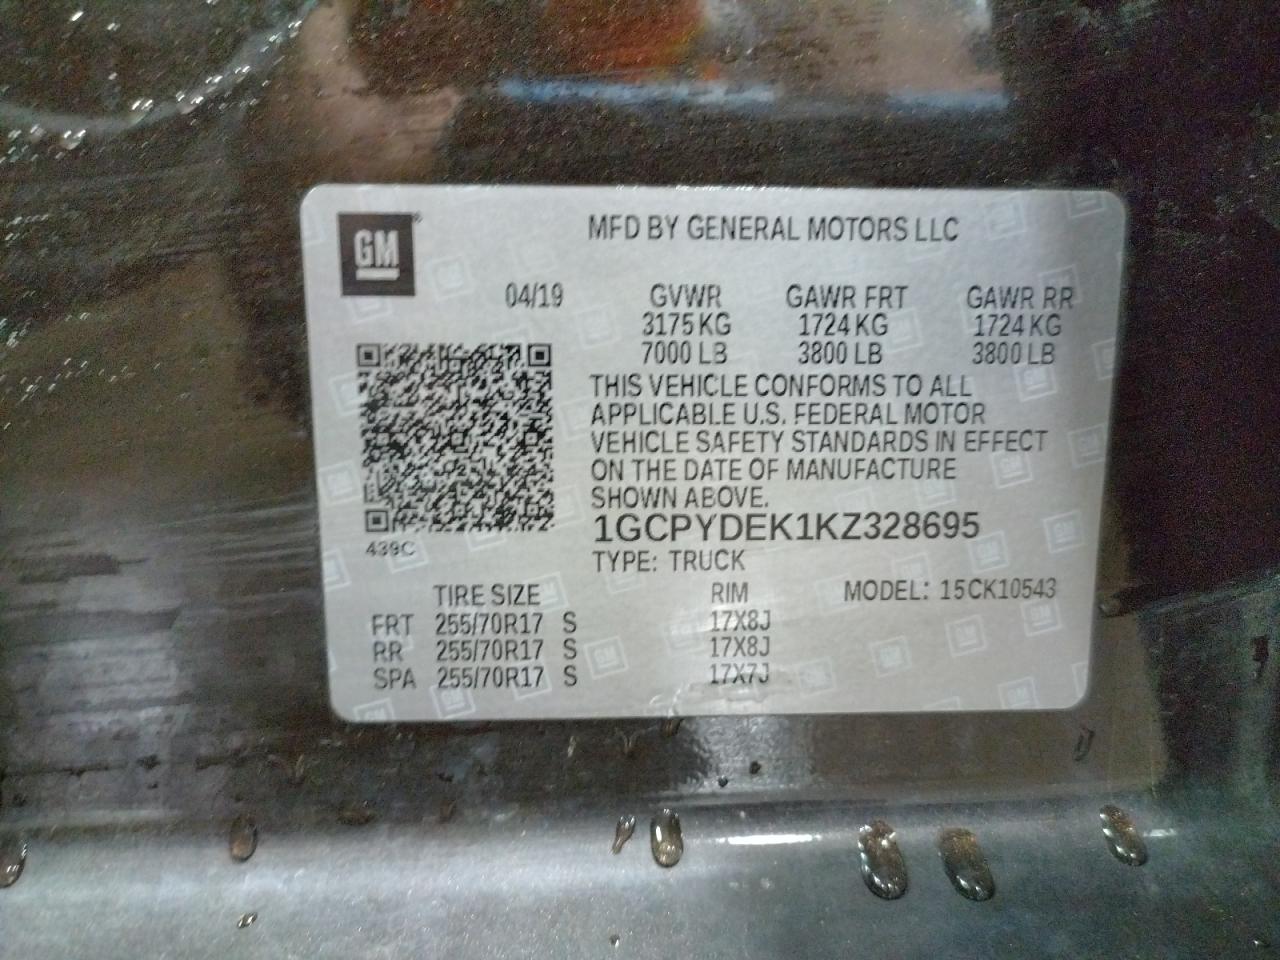 GM®
MFD BY GENERAL MOTORS LLC
04/19 GVWR GAWR FRT GAWR RR
3175 KG 1724 KG 1724 KG
7000 LB 3800 LB 3800 LB
THIS VEHICLE CONFORMS TO ALL
APPLICABLE U.S. FEDERAL MOTOR
VEHICLE SAFETY STANDARDS IN EFFECT
ON THE DATE OF MANUFACTURE
SHOWN ABOVE.
1GCPYDEK1KZ328695
439C
TYPE: TRUCK
TIRE SIZE RIM MODEL: 15CK10543
FRT 255/70R17 S 17X8J
RR 255/70R17 S 17X8J
SPA 255/70R17 S 17X7J